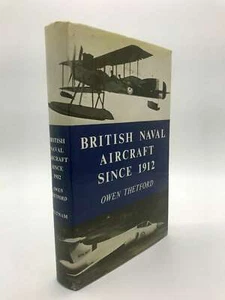 BRITISH NAVAL
AIRCRAFT
SINCE 1912
OWEN THETFORD
BRITISH
NAVAL
AIRCRAFT
SINCE
1912
OWEN
THETFORD
PUTNAM